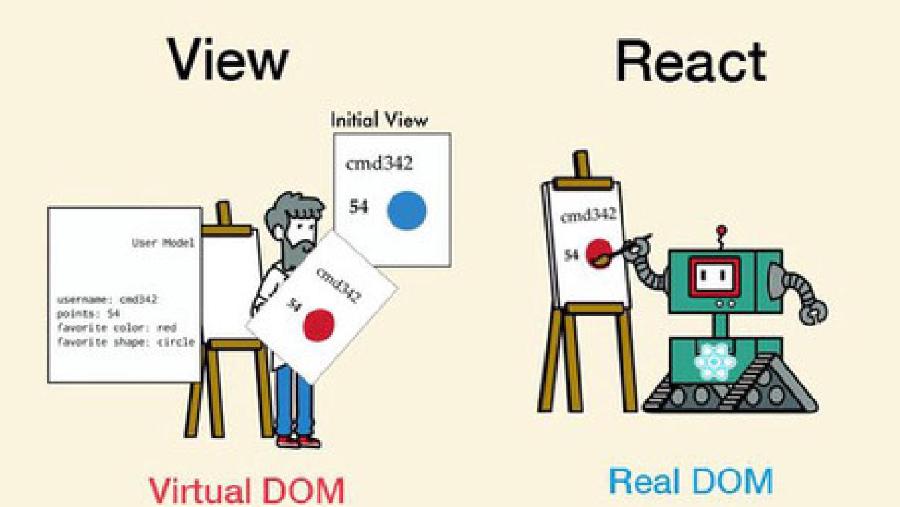 View
React
Initial View
cmd342
54
User Model
username: cmd342
points: 54
favorite color: red
favorite shape: circle
cmd342
54
cmd342
54
Virtual DOM
Real DOM